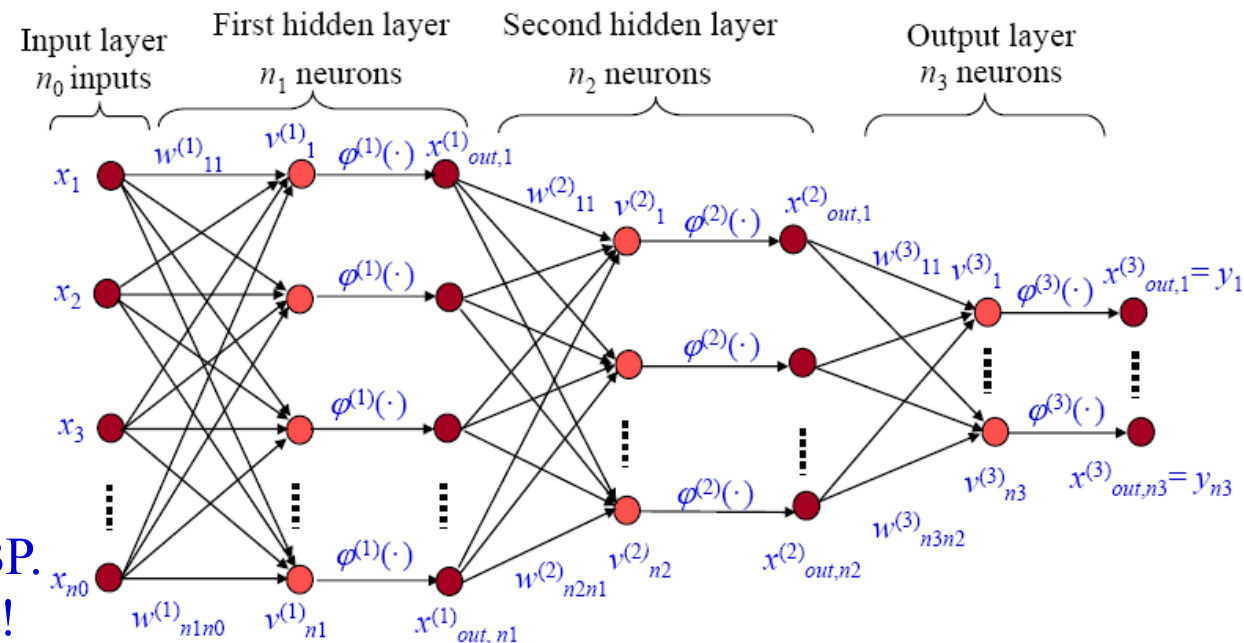 Input layer
n₀ inputs
First hidden layer
n₁ neurons
Second hidden layer
n₂ neurons
Output layer
n₃ neurons
x₁
w⁽¹⁾₁₁
v⁽¹⁾₁
φ⁽¹⁾(·)
x⁽¹⁾out,1
w⁽²⁾₁₁
v⁽²⁾₁
φ⁽²⁾(·)
x⁽²⁾out,1
w⁽³⁾₁₁
v⁽³⁾₁
φ⁽³⁾(·)
x⁽³⁾out,1= y₁
x₂
φ⁽¹⁾(·)
φ⁽²⁾(·)
x₃
φ⁽¹⁾(·)
φ⁽³⁾(·)
v⁽³⁾n3
x⁽³⁾out,n3= yn3
φ⁽²⁾(·)
w⁽³⁾n3n2
P.
!
xn0
w⁽¹⁾n1n0
v⁽¹⁾n1
φ⁽¹⁾(·)
x⁽¹⁾out, n1
w⁽²⁾n2n1
v⁽²⁾n2
x⁽²⁾out,n2